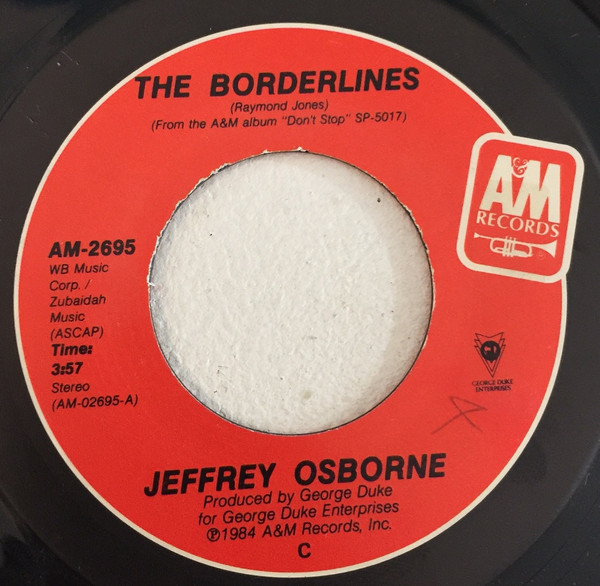 THE BORDERLINES
(Raymond Jones)
(From the A&M album "Don't Stop" SP-5017)
A&M
RECORDS
AM-2695
WB Music
Corp. /
Zubaidah
Music
(ASCAP)
Time:
3:57
Stereo
(AM-02695-A)
GEORGE DUKE
ENTERPRISES
JEFFREY OSBORNE
Produced by George Duke
for George Duke Enterprises
℗1984 A&M Records, Inc.
C